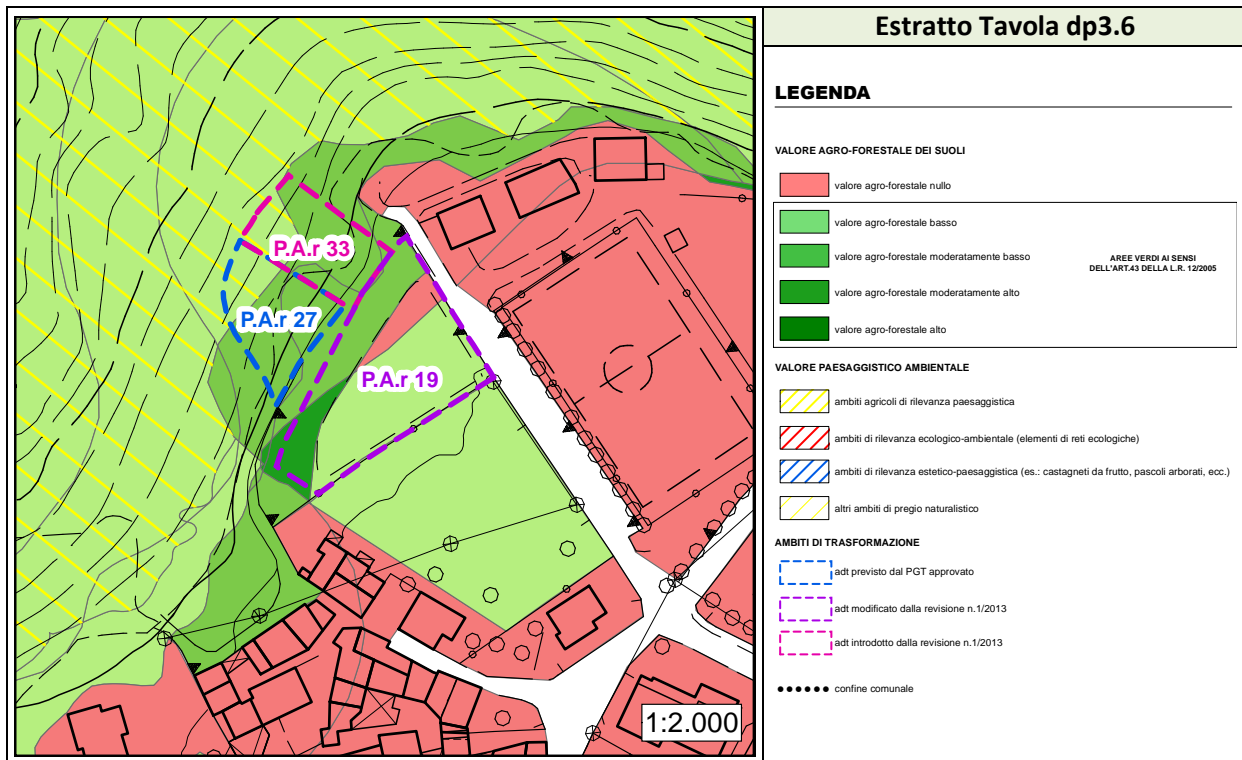 Estratto Tavola dp3.6
P.A.r 33
P.A.r 27
P.A.r 19
1:2.000
LEGENDA
VALORE AGRO-FORESTALE DEI SUOLI
valore agro-forestale nullo
valore agro-forestale basso
valore agro-forestale moderatamente basso
valore agro-forestale moderatamente alto
valore agro-forestale alto
AREE VERDI AI SENSI
DELL'ART.43 DELLA L.R. 12/2005
VALORE PAESAGGISTICO AMBIENTALE
ambiti agricoli di rilevanza paesaggistica
ambiti di rilevanza ecologico-ambientale (elementi di reti ecologiche)
ambiti di rilevanza estetico-paesaggistica (es.: castagneti da frutto, pascoli arborati, ecc.)
altri ambiti di pregio naturalistico
AMBITI DI TRASFORMAZIONE
adt previsto dal PGT approvato
adt modificato dalla revisione n.1/2013
adt introdotto dalla revisione n.1/2013
confine comunale